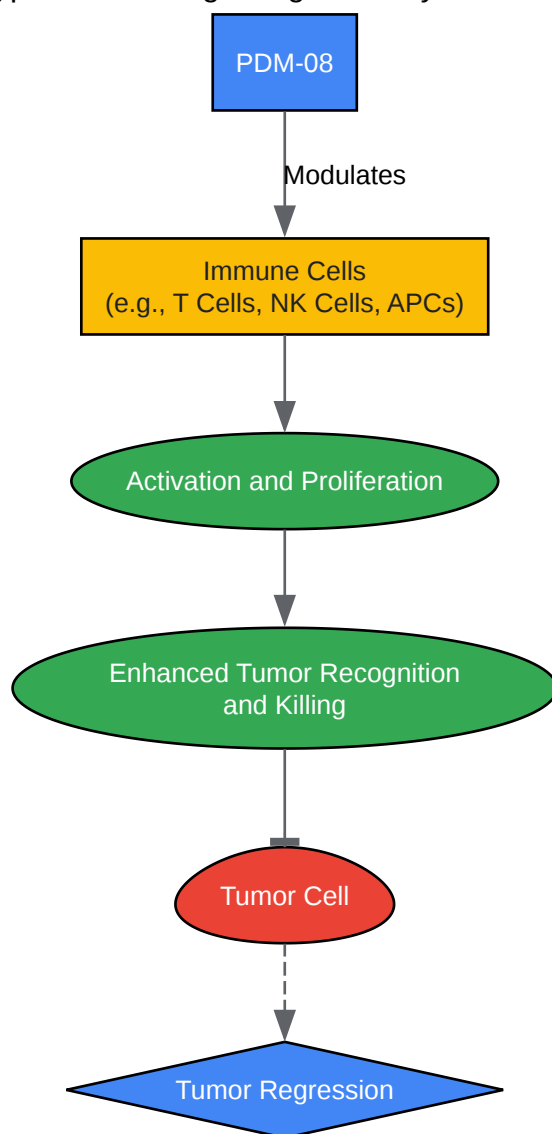 PDM-08
Modulates
Immune Cells
(e.g., T Cells, NK Cells, APCs)
Activation and Proliferation
Enhanced Tumor Recognition
and Killing
Tumor Cell
Tumor Regression